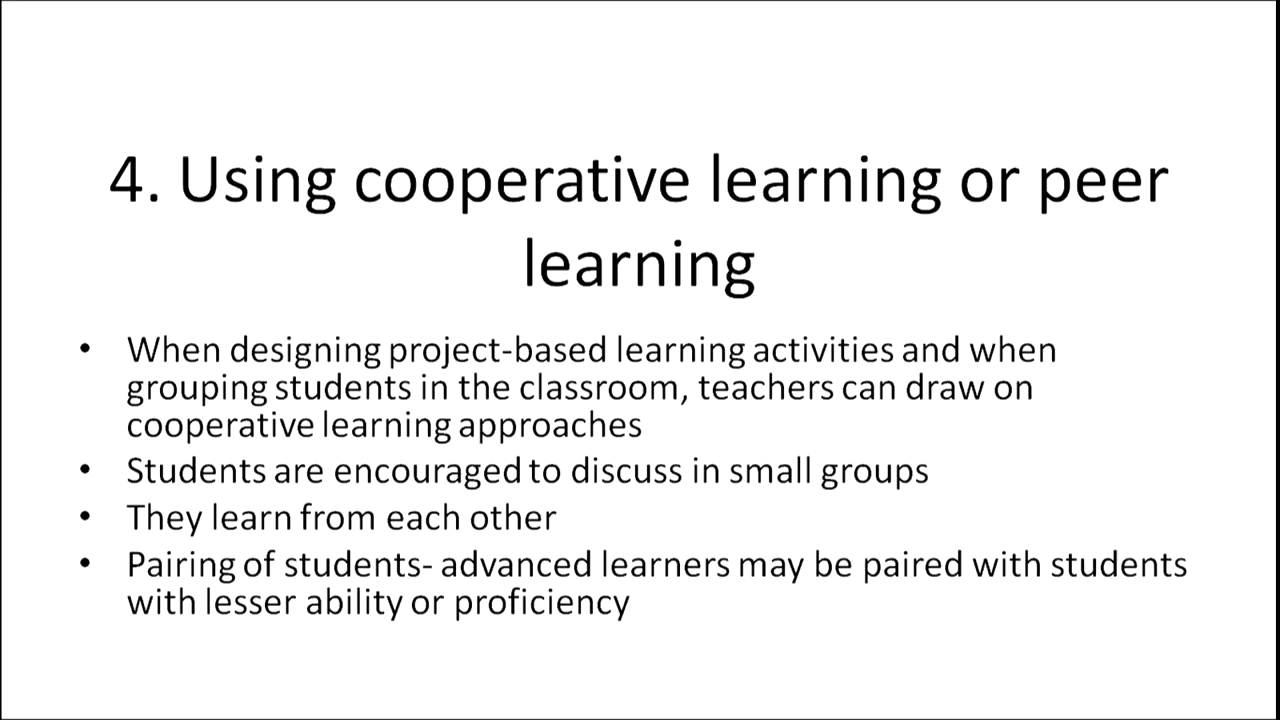 4. Using cooperative learning or peer
learning
• When designing project-based learning activities and when
grouping students in the classroom, teachers can draw on
cooperative learning approaches
• Students are encouraged to discuss in small groups
• They learn from each other
• Pairing of students- advanced learners may be paired with students
with lesser ability or proficiency